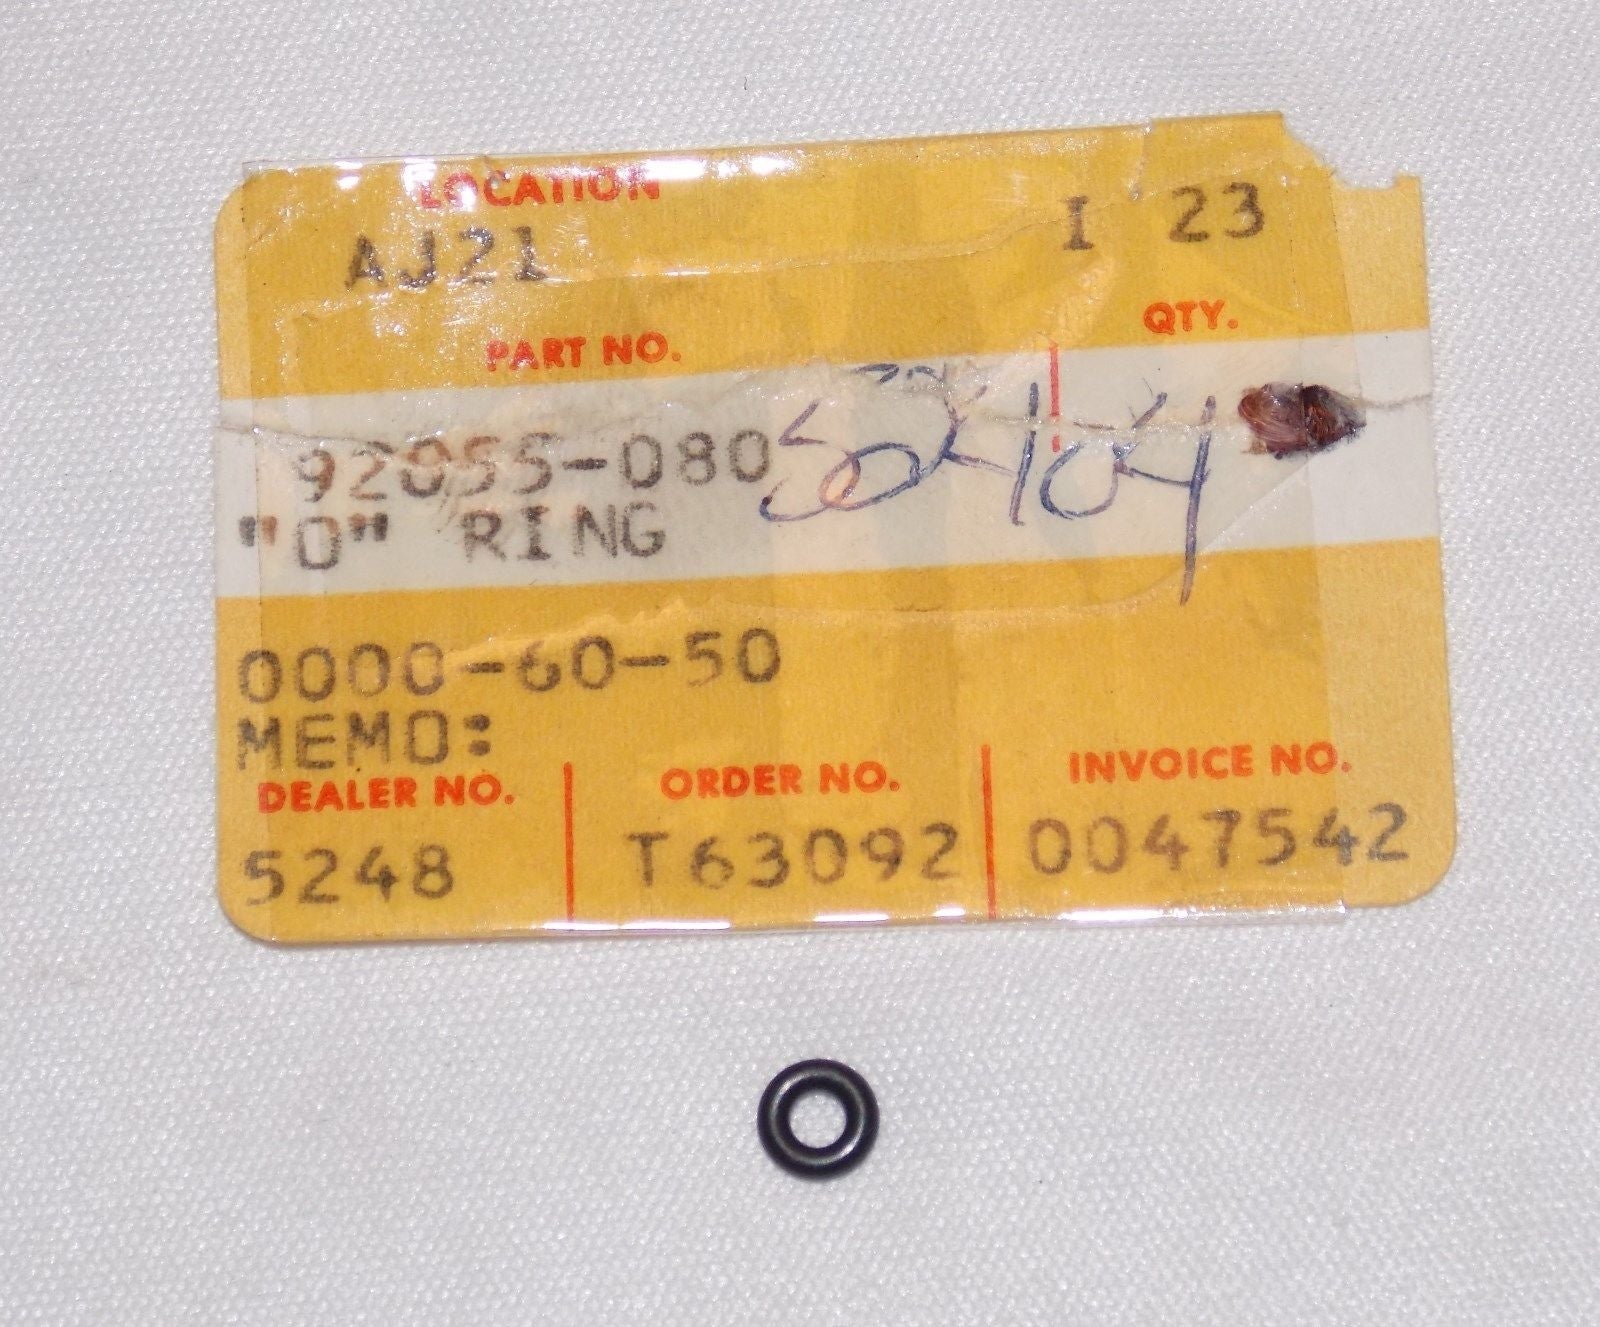 LOCATION
AJ21 I 23
PART NO. QTY.
92055-080
"O" RING
0000-60-50
MEMO:
DEALER NO. ORDER NO. INVOICE NO.
5248 T63092 0047542